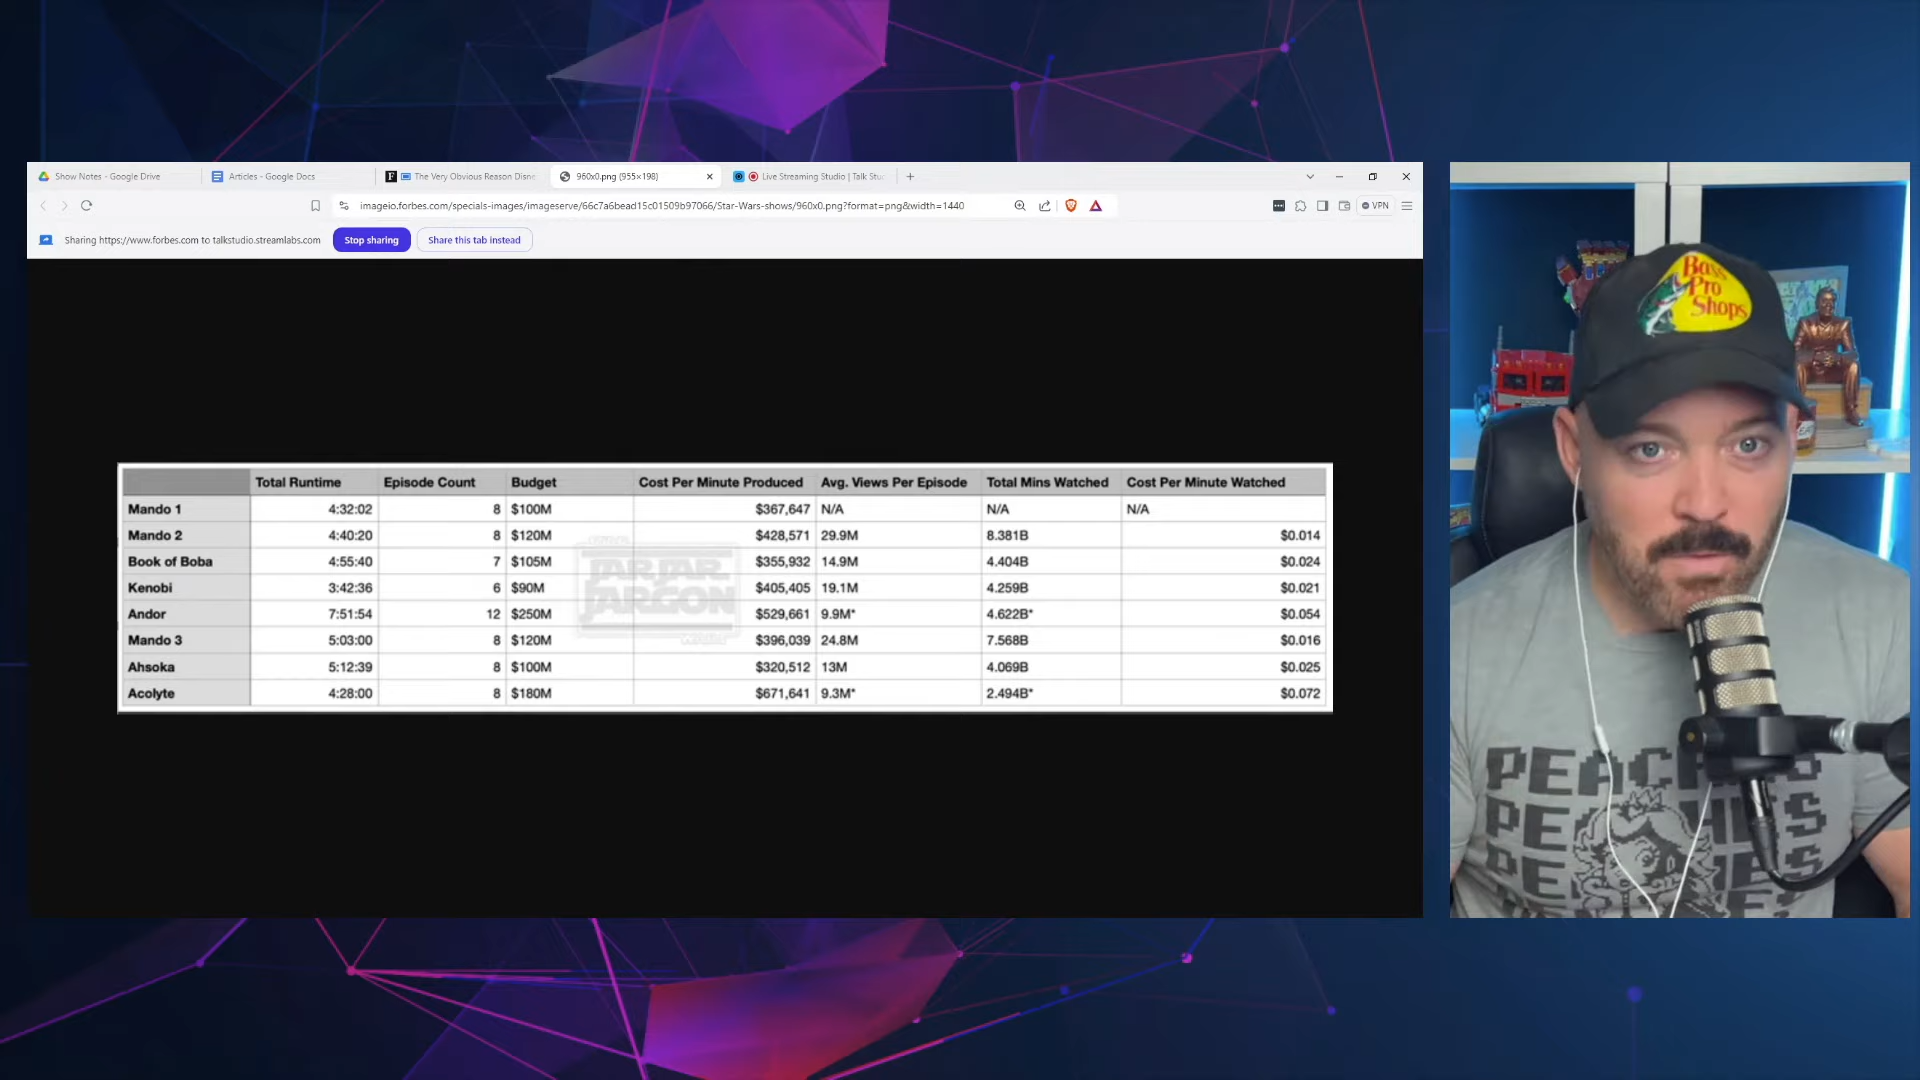 Show Notes - Google Drive
Articles - Google Docs
The Very Obvious Reason Disne
960x0.png (955×198)
Live Streaming Studio | Talk Stu
imageio.forbes.com/specials-images/imageserve/66c7a6bead15c01509b97066/Star-Wars-shows/960x0.png?format=png&width=1440
VPN
Sharing https://www.forbes.com to talkstudio.streamlabs.com
Stop sharing
Share this tab instead
Total Runtime Episode Count Budget Cost Per Minute Produced Avg. Views Per Episode Total Mins Watched Cost Per Minute Watched
Mando 1 4:32:02 8 $100M $367,647 N/A N/A N/A
Mando 2 4:40:20 8 $120M $428,571 29.9M 8.381B $0.014
Book of Boba 4:55:40 7 $105M $355,932 14.9M 4.404B $0.024
Kenobi 3:42:36 6 $90M $405,405 19.1M 4.259B $0.021
Andor 7:51:54 12 $250M $529,661 9.9M* 4.622B* $0.054
Mando 3 5:03:00 8 $120M $396,039 24.8M 7.568B $0.016
Ahsoka 5:12:39 8 $100M $320,512 13M 4.069B $0.025
Acolyte 4:28:00 8 $180M $671,641 9.3M* 2.494B* $0.072
JAR JAR
JARGON
Bass
Pro
Shops
PEACHES